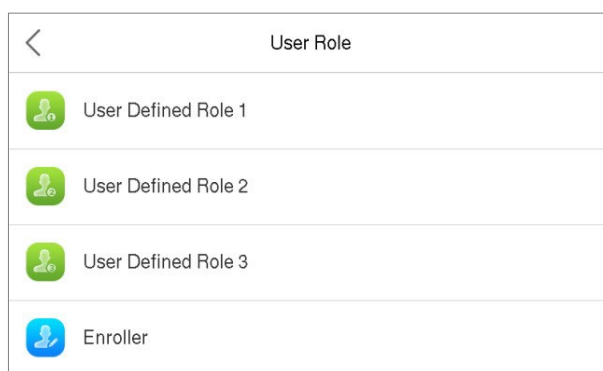 User Role
User Defined Role 1
User Defined Role 2
User Defined Role 3
Enroller